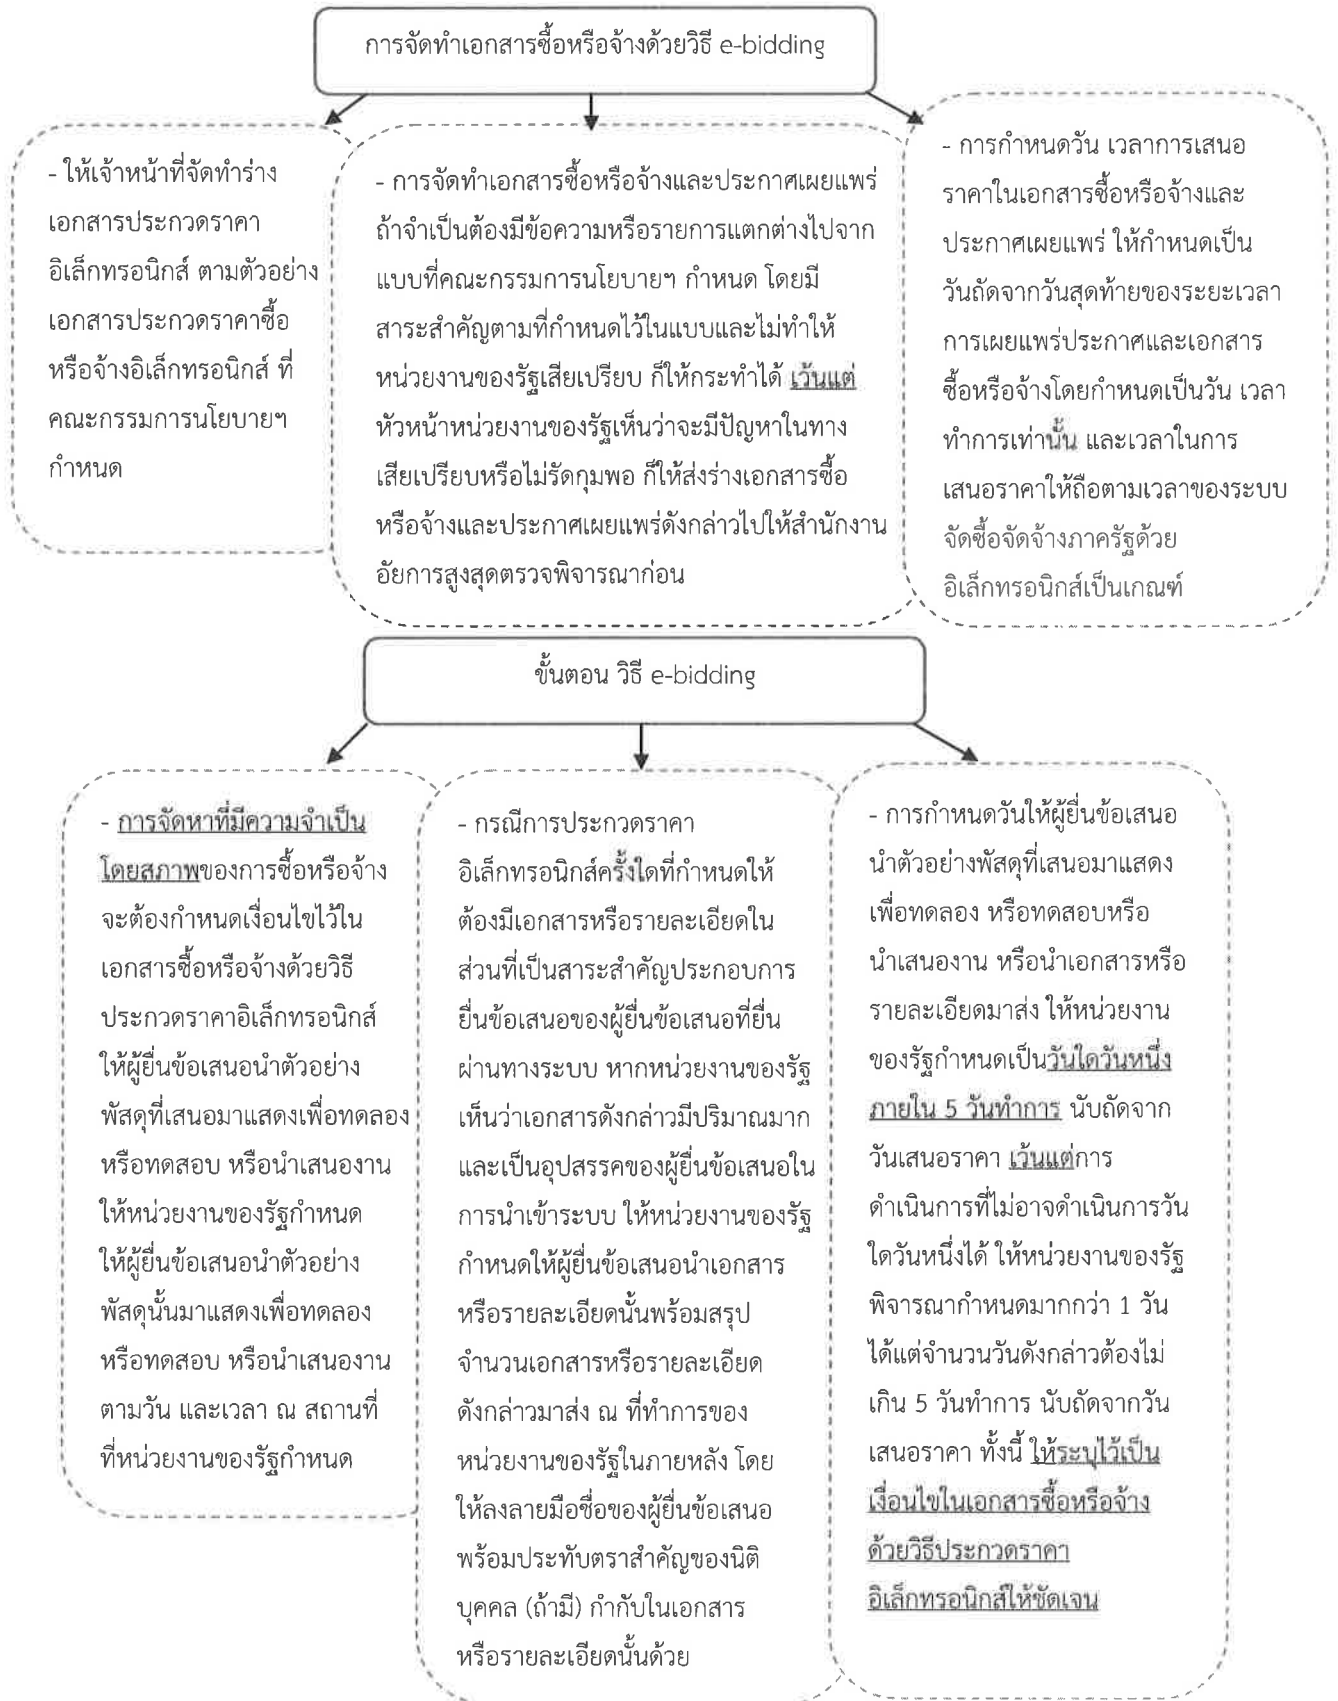 การจัดทำเอกสารซื้อหรือจ้างด้วยวิธี e-bidding
- ให้เจ้าหน้าที่จัดทำร่าง
เอกสารประกวดราคา
อิเล็กทรอนิกส์ ตามตัวอย่าง
เอกสารประกวดราคาซื้อ
หรือจ้างอิเล็กทรอนิกส์ ที่
คณะกรรมการนโยบายฯ
กำหนด
- การจัดทำเอกสารซื้อหรือจ้างและประกาศเผยแพร่
ถ้าจำเป็นต้องมีข้อความหรือรายการแตกต่างไปจาก
แบบที่คณะกรรมการนโยบายฯ กำหนด โดยมี
สาระสำคัญตามที่กำหนดไว้ในแบบและไม่ทำให้
หน่วยงานของรัฐเสียเปรียบ ก็ให้กระทำได้ เว้นแต่
หัวหน้าหน่วยงานของรัฐเห็นว่าจะมีปัญหาในทาง
เสียเปรียบหรือไม่รัดกุมพอ ก็ให้ส่งร่างเอกสารซื้อ
หรือจ้างและประกาศเผยแพร่ดังกล่าวไปให้สำนักงาน
อัยการสูงสุดตรวจพิจารณาก่อน
- การกำหนดวัน เวลาการเสนอ
ราคาในเอกสารซื้อหรือจ้างและ
ประกาศเผยแพร่ ให้กำหนดเป็น
วันถัดจากวันสุดท้ายของระยะเวลา
การเผยแพร่ประกาศและเอกสาร
ซื้อหรือจ้างโดยกำหนดเป็นวัน เวลา
ทำการเท่านั้น และเวลาในการ
เสนอราคาให้ถือตามเวลาของระบบ
จัดซื้อจัดจ้างภาครัฐด้วย
อิเล็กทรอนิกส์เป็นเกณฑ์
ขั้นตอน วิธี e-bidding
- การจัดหาที่มีความจำเป็น
โดยสภาพของการซื้อหรือจ้าง
จะต้องกำหนดเงื่อนไขไว้ใน
เอกสารซื้อหรือจ้างด้วยวิธี
ประกวดราคาอิเล็กทรอนิกส์
ให้ผู้ยื่นข้อเสนอนำตัวอย่าง
พัสดุที่เสนอมาแสดงเพื่อทดลอง
หรือทดสอบ หรือนำเสนองาน
ให้หน่วยงานของรัฐกำหนด
ให้ผู้ยื่นข้อเสนอนำตัวอย่าง
พัสดุนั้นมาแสดงเพื่อทดลอง
หรือทดสอบ หรือนำเสนองาน
ตามวัน และเวลา ณ สถานที่
ที่หน่วยงานของรัฐกำหนด
- กรณีการประกวดราคา
อิเล็กทรอนิกส์ครั้งใดที่กำหนดให้
ต้องมีเอกสารหรือรายละเอียดใน
ส่วนที่เป็นสาระสำคัญประกอบการ
ยื่นข้อเสนอของผู้ยื่นข้อเสนอที่ยื่น
ผ่านทางระบบ หากหน่วยงานของรัฐ
เห็นว่าเอกสารดังกล่าวมีปริมาณมาก
และเป็นอุปสรรคของผู้ยื่นข้อเสนอใน
การนำเข้าระบบ ให้หน่วยงานของรัฐ
กำหนดให้ผู้ยื่นข้อเสนอนำเอกสาร
หรือรายละเอียดนั้นพร้อมสรุป
จำนวนเอกสารหรือรายละเอียด
ดังกล่าวมาส่ง ณ ที่ทำการของ
หน่วยงานของรัฐในภายหลัง โดย
ให้ลงลายมือชื่อของผู้ยื่นข้อเสนอ
พร้อมประทับตราสำคัญของนิติ
บุคคล (ถ้ามี) กำกับในเอกสาร
หรือรายละเอียดนั้นด้วย
- การกำหนดวันให้ผู้ยื่นข้อเสนอ
นำตัวอย่างพัสดุที่เสนอมาแสดง
เพื่อทดลอง หรือทดสอบหรือ
นำเสนองาน หรือนำเอกสารหรือ
รายละเอียดมาส่ง ให้หน่วยงาน
ของรัฐกำหนดเป็นวันใดวันหนึ่ง
ภายใน 5 วันทำการ นับถัดจาก
วันเสนอราคา เว้นแต่การ
ดำเนินการที่ไม่อาจดำเนินการวัน
ใดวันหนึ่งได้ ให้หน่วยงานของรัฐ
พิจารณากำหนดมากกว่า 1 วัน
ได้แต่จำนวนวันดังกล่าวต้องไม่
เกิน 5 วันทำการ นับถัดจากวัน
เสนอราคา ทั้งนี้ ให้ระบุไว้เป็น
เงื่อนไขในเอกสารซื้อหรือจ้าง
ด้วยวิธีประกวดราคา
อิเล็กทรอนิกส์ให้ชัดเจน